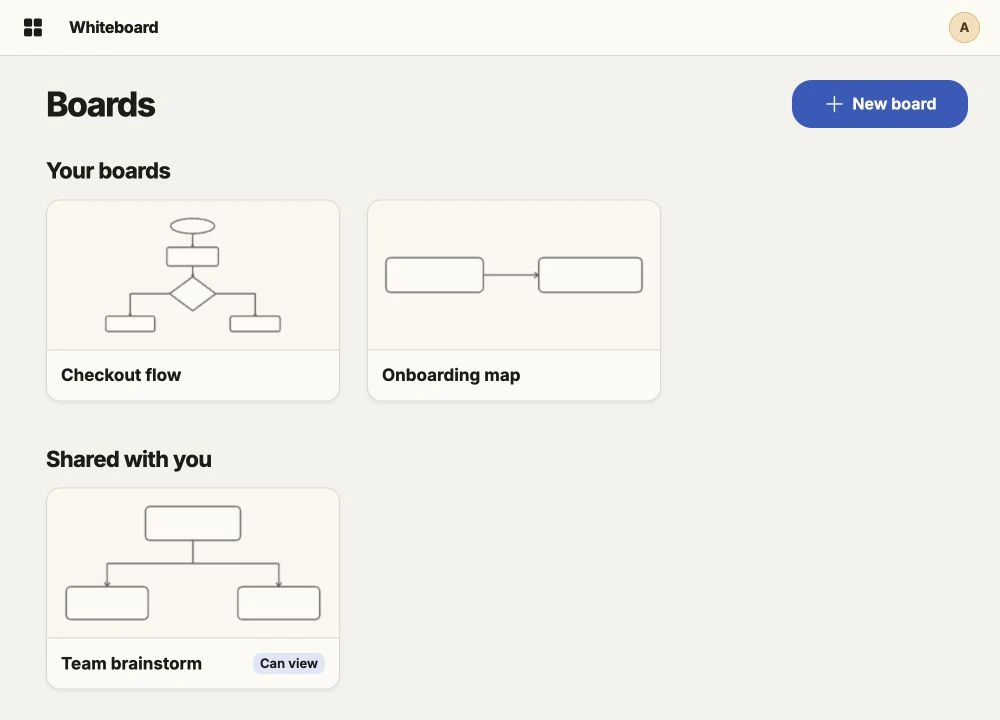 Whiteboard
A
Boards
New board
Your boards
Checkout flow
Onboarding map
Shared with you
Team brainstorm
Can view